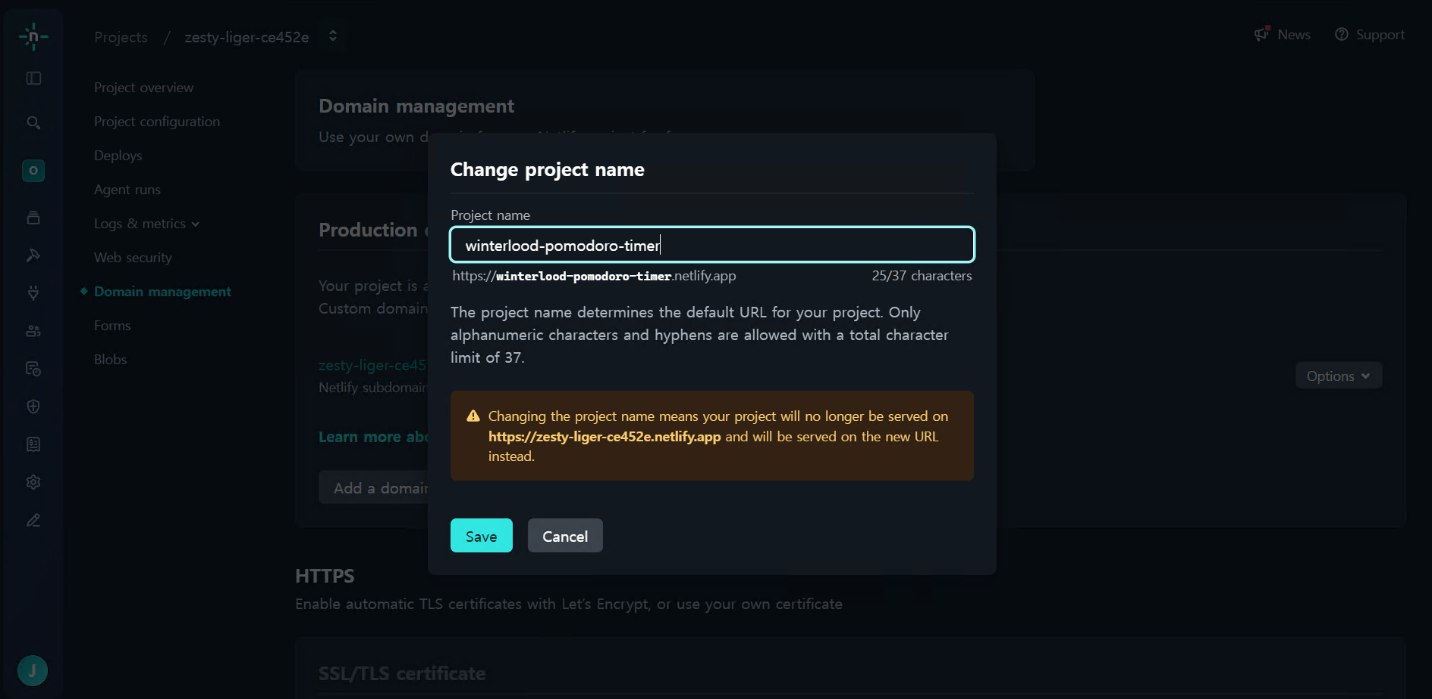 n
Projects / zesty-liger-ce452e
News
Support
O
J
Project overview
Project configuration
Deploys
Agent runs
Logs & metrics
Web security
Domain management
Forms
Blobs
Domain management
Use your own
Production
Your project is
Custom domain
zesty-liger-ce45
Netlify subdomain
Options
Learn more
Add a domain
Change project name
Project name
winterlood-pomodoro-timer
https://winterlood-pomodoro-timer.netlify.app
25/37 characters
The project name determines the default URL for your project. Only
alphanumeric characters and hyphens are allowed with a total character
limit of 37.
Changing the project name means your project will no longer be served on
https://zesty-liger-ce452e.netlify.app and will be served on the new URL
instead.
Save
Cancel
HTTPS
Enable automatic TLS certificates with Let's Encrypt, or use your own certificate
SSL/TLS certificate